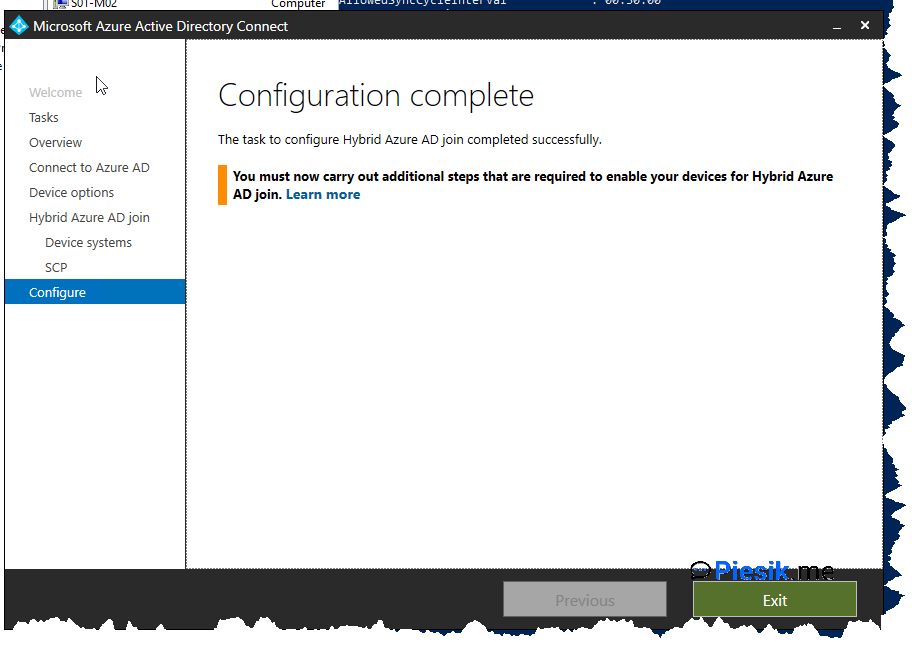 S01-M02
Computer
AllowedSyncCycleInterval : 00:30:00
Microsoft Azure Active Directory Connect
Welcome
Tasks
Overview
Connect to Azure AD
Device options
Hybrid Azure AD join
Device systems
SCP
Configure
Configuration complete
The task to configure Hybrid Azure AD join completed successfully.
You must now carry out additional steps that are required to enable your devices for Hybrid Azure
AD join. Learn more
Piesik.me
Previous
Exit